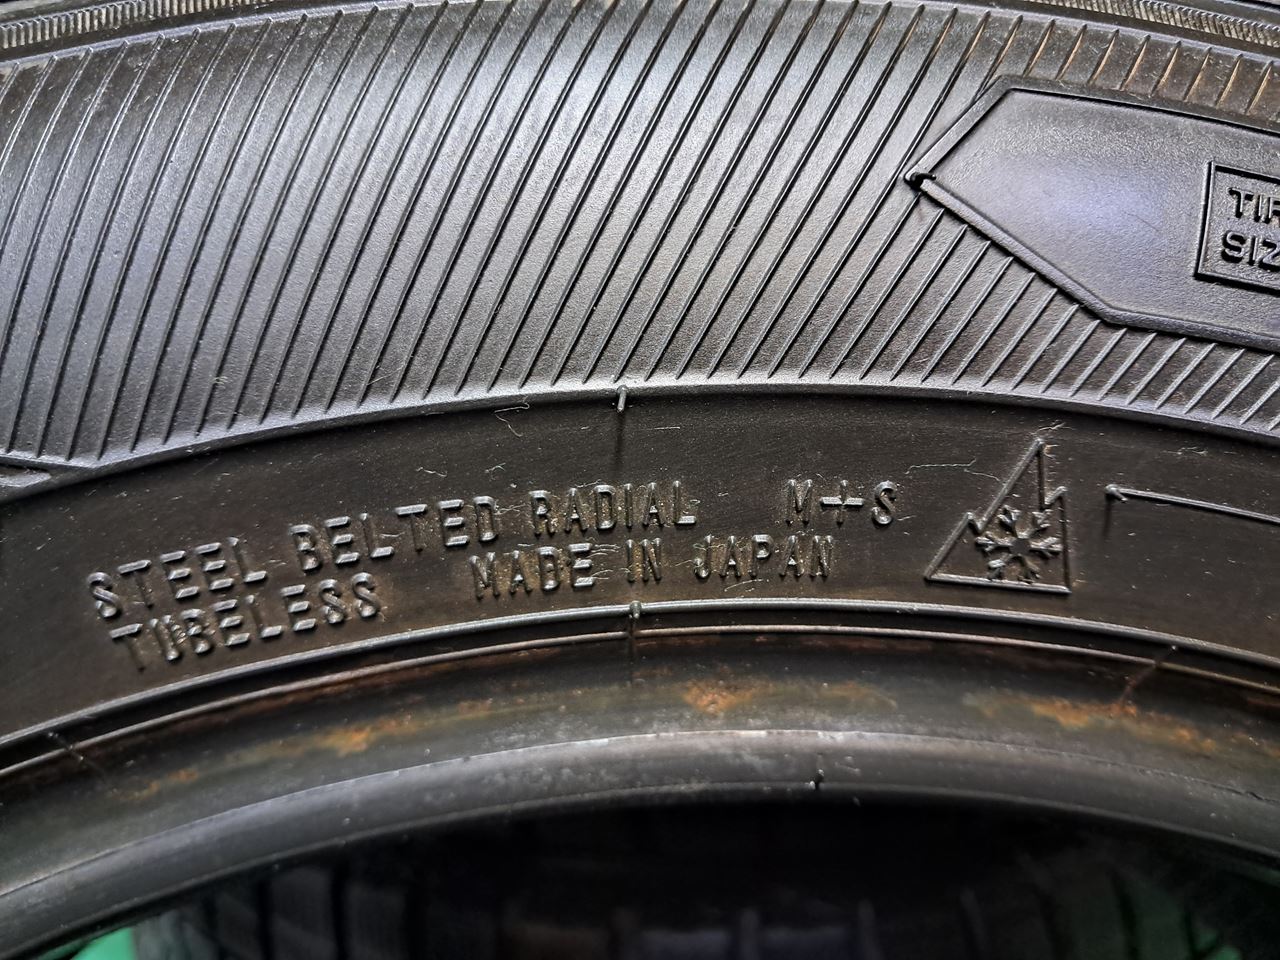 STEEL BELTED RADIAL M+S
TUBELESS MADE IN JAPAN